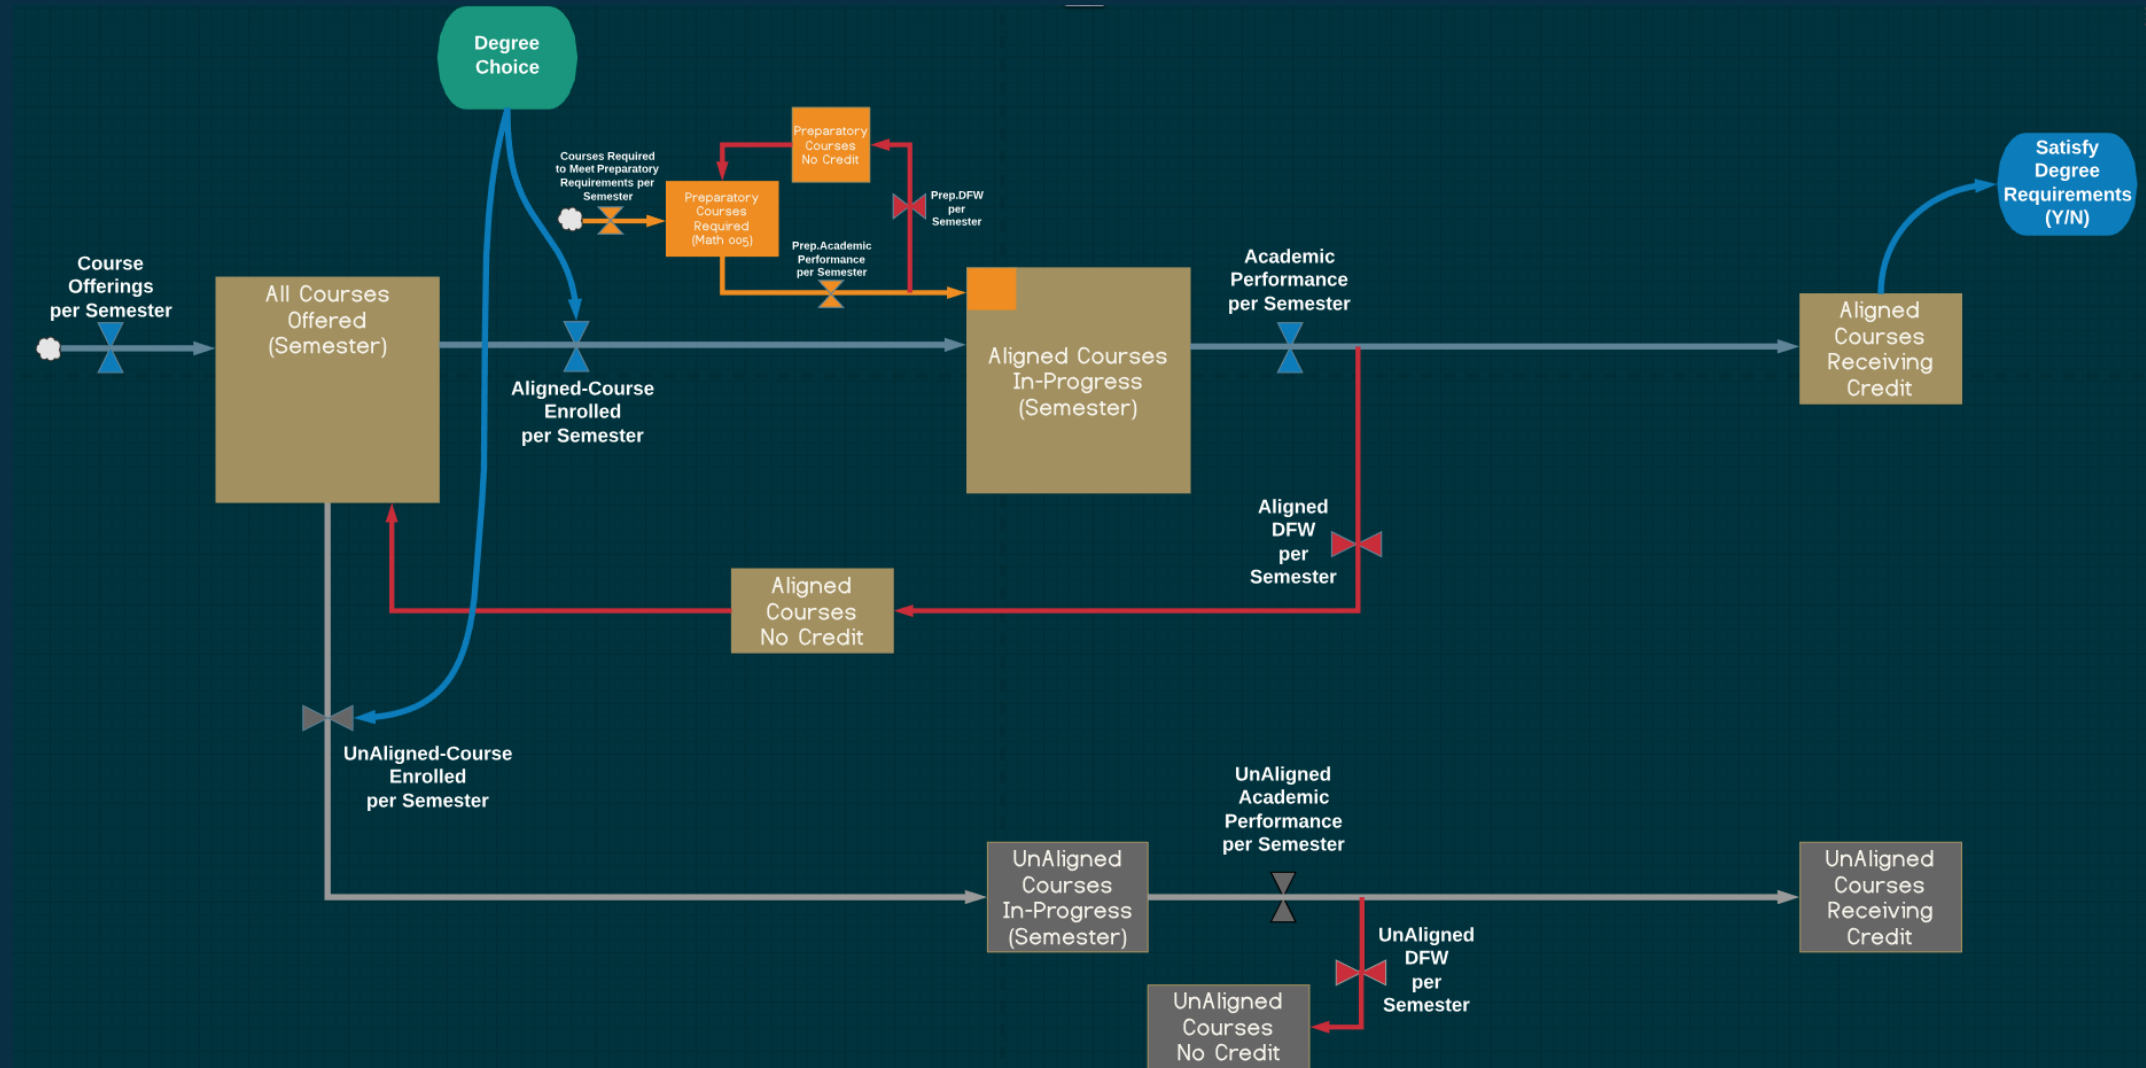 Degree
Choice
Preparatory
Courses
No Credit
Courses Required
to Meet Preparatory
Requirements per
Semester
Preparatory
Courses
Required
(Math 005)
Prep.DFW
per
Semester
Prep.Academic
Performance
per Semester
Satisfy
Degree
Requirements
(Y/N)
Course
Offerings
per Semester
All Courses
Offered
(Semester)
Aligned-Course
Enrolled
per Semester
Aligned Courses
In-Progress
(Semester)
Academic
Performance
per Semester
Aligned
Courses
Receiving
Credit
Aligned
DFW
per
Semester
Aligned
Courses
No Credit
UnAligned-Course
Enrolled
per Semester
UnAligned
Courses
In-Progress
(Semester)
UnAligned
Academic
Performance
per Semester
UnAligned
DFW
per
Semester
UnAligned
Courses
No Credit
UnAligned
Courses
Receiving
Credit